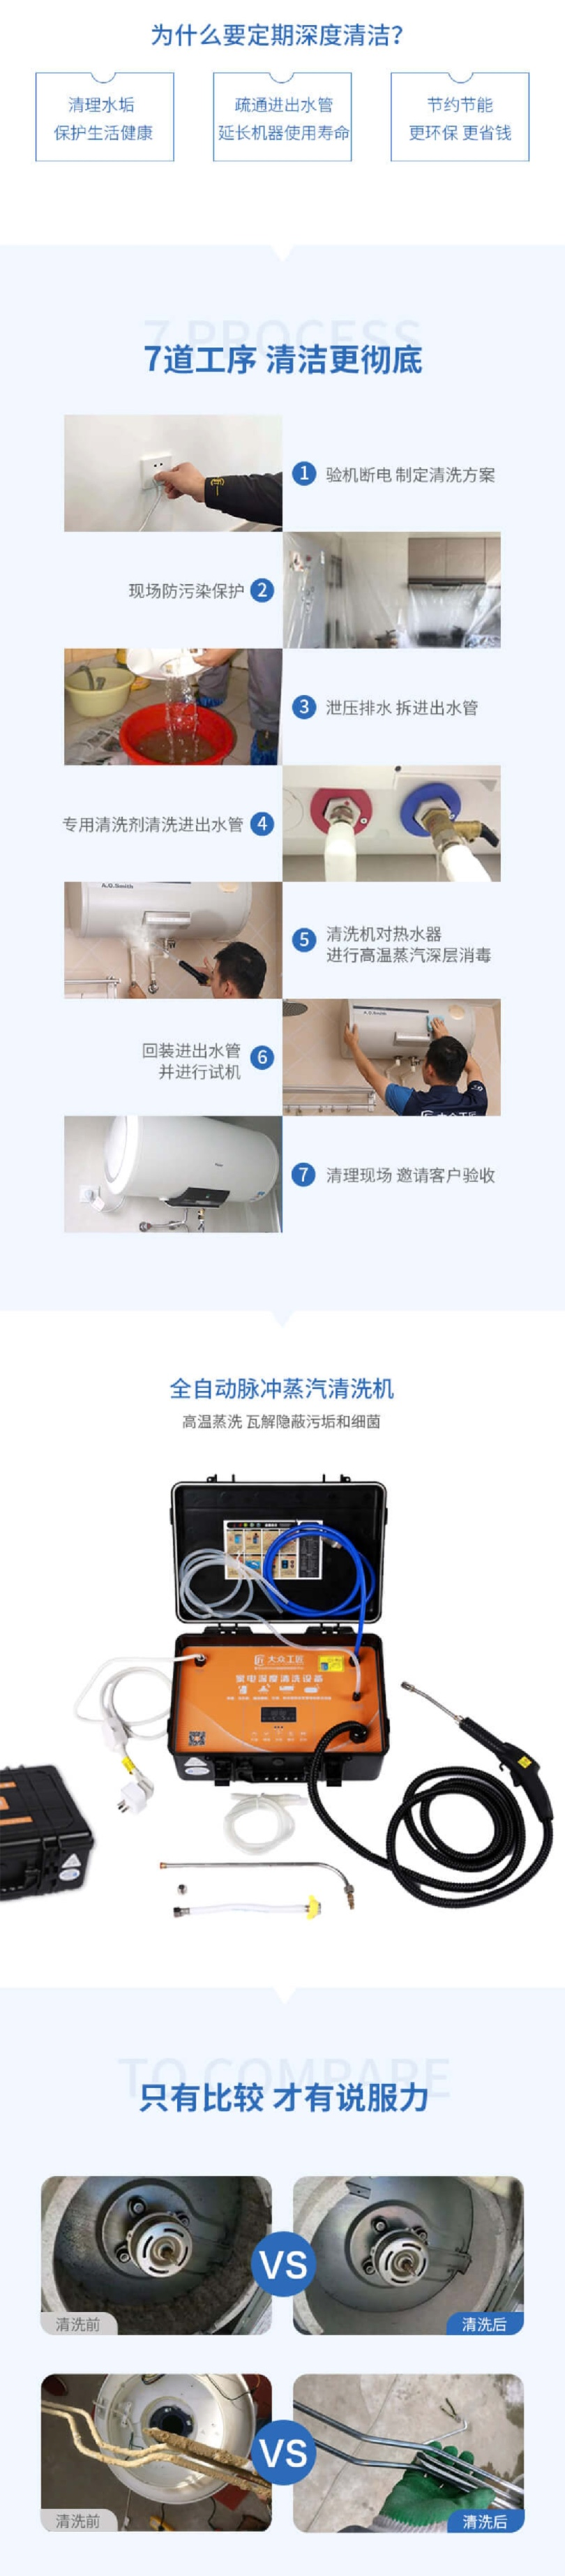 为什么要定期深度清洁?
清理水垢
保护生活健康
疏通进出水管
延长机器使用寿命
节约节能
更环保 更省钱
7 PROCESS
7道工序 清洁更彻底
1 验机断电 制定清洗方案
现场防污染保护 2
3 泄压排水 拆进出水管
专用清洗剂清洗进出水管 4
A.O.Smith
5 清洗机对热水器
进行高温蒸汽深层消毒
A.O.Smith
回装进出水管 6
并进行试机
大众工匠
7 清理现场 邀请客户验收
全自动脉冲蒸汽清洗机
高温蒸洗 瓦解隐蔽污垢和细菌
大众工匠
家电深度清洗设备
TO COMPARE
只有比较 才有说服力
VS
清洗前
清洗后
VS
清洗前
清洗后